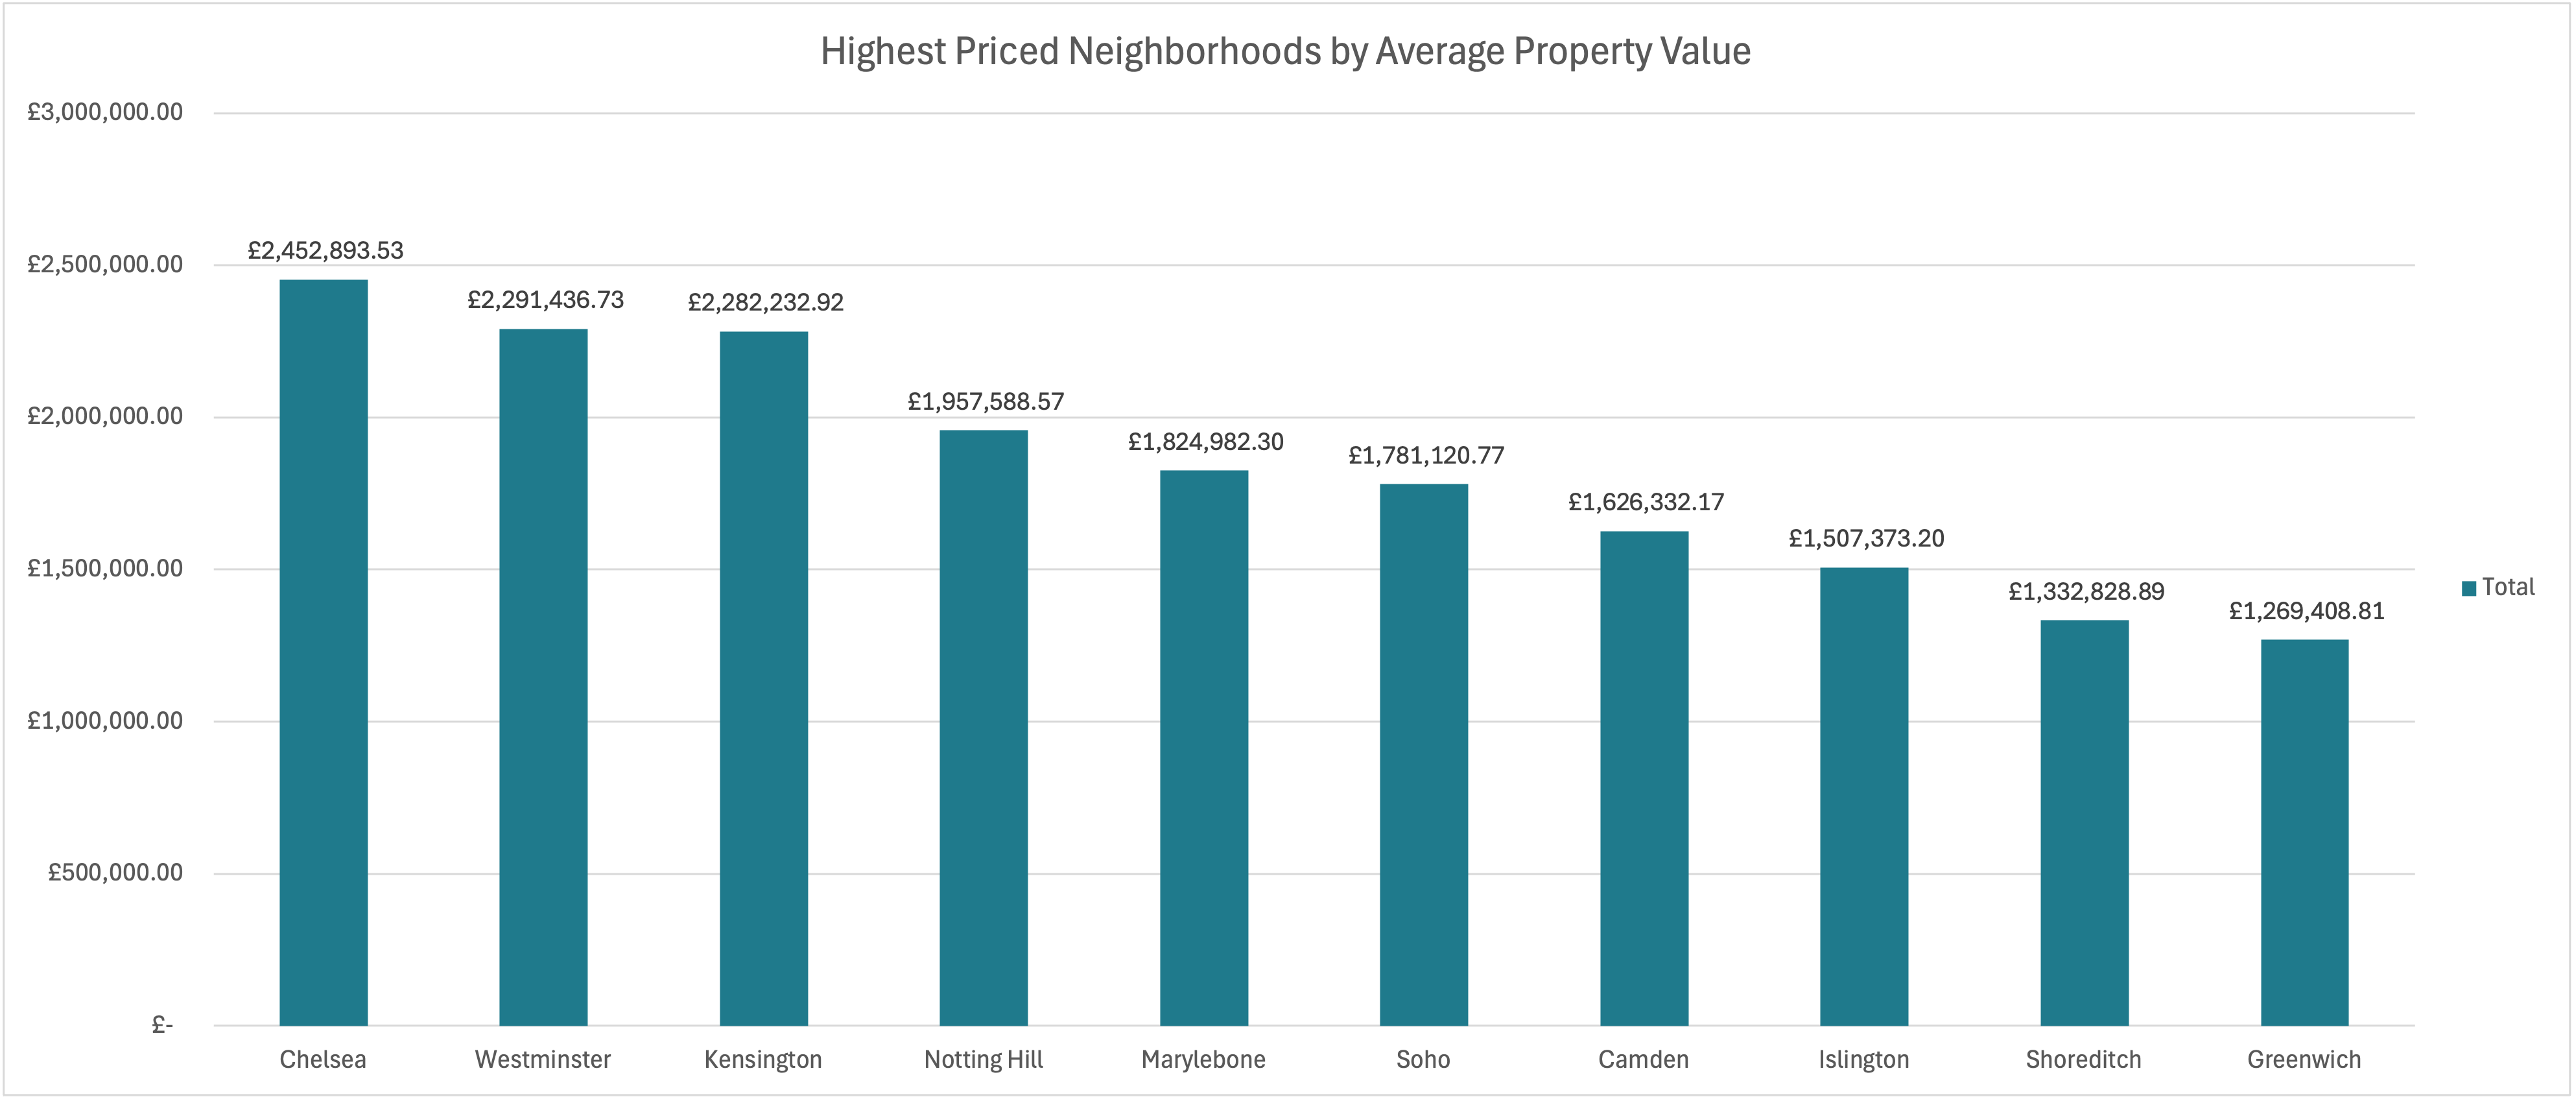 Highest Priced Neighborhoods by Average Property Value
£3,000,000.00
£2,500,000.00
£2,000,000.00
£1,500,000.00
£1,000,000.00
£500,000.00
£-
£2,452,893.53
£2,291,436.73
£2,282,232.92
£1,957,588.57
£1,824,982.30
£1,781,120.77
£1,626,332.17
£1,507,373.20
£1,332,828.89
£1,269,408.81
Chelsea
Westminster
Kensington
Notting Hill
Marylebone
Soho
Camden
Islington
Shoreditch
Greenwich
Total